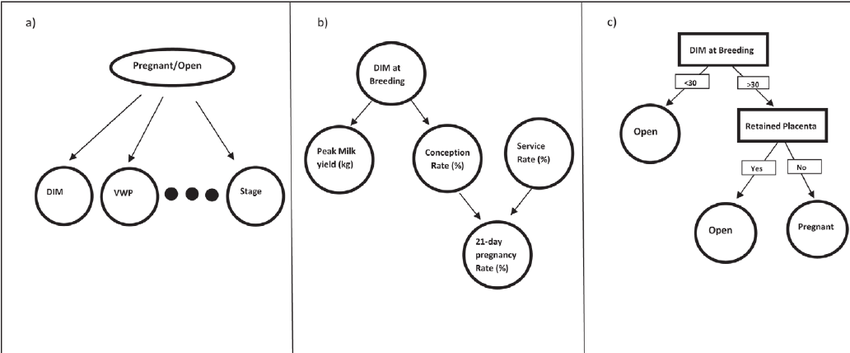 a)
Pregnant/Open
DIM
VWP
Stage
b)
DIM at
Breeding
Peak Milk
yield (kg)
Conception
Rate (%)
Service
Rate (%)
21-day
pregnancy
Rate (%)
c)
DIM at Breeding
<30
>30
Open
Retained Placenta
Yes
No
Open
Pregnant